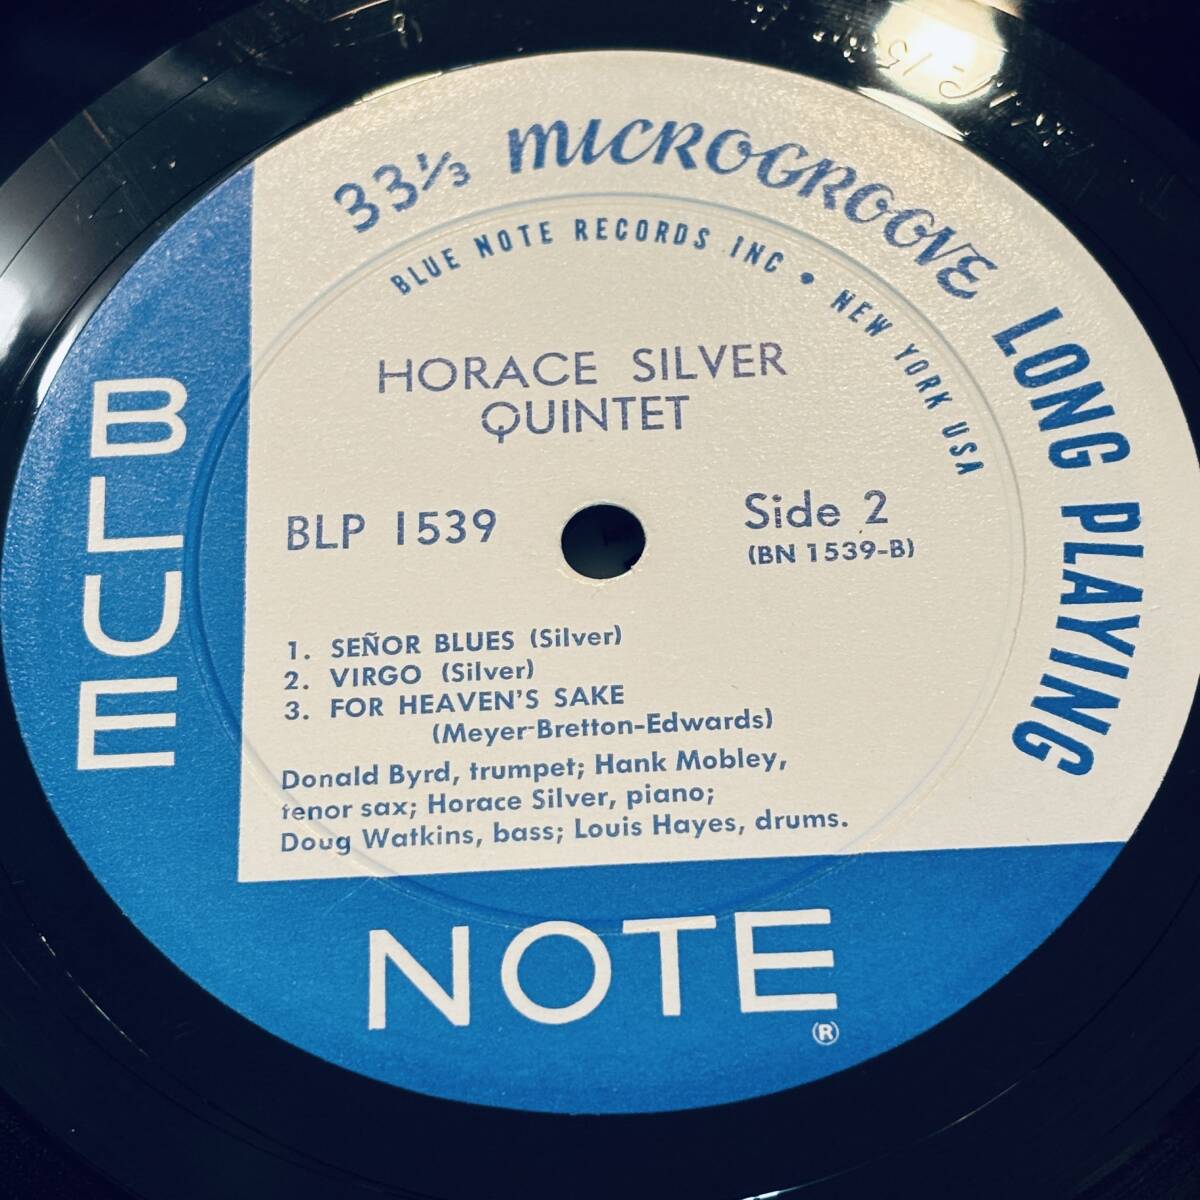 33⅓ MICROGROOVE LONG PLAYING
BLUE NOTE RECORDS INC • NEW YORK USA
HORACE SILVER
QUINTET
BLP 1539
Side 2
(BN 1539-B)
1. SEÑOR BLUES (Silver)
2. VIRGO (Silver)
3. FOR HEAVEN'S SAKE
(Meyer-Bretton-Edwards)
Donald Byrd, trumpet; Hank Mobley,
tenor sax; Horace Silver, piano;
Doug Watkins, bass; Louis Hayes, drums.
BLUE
NOTE
®